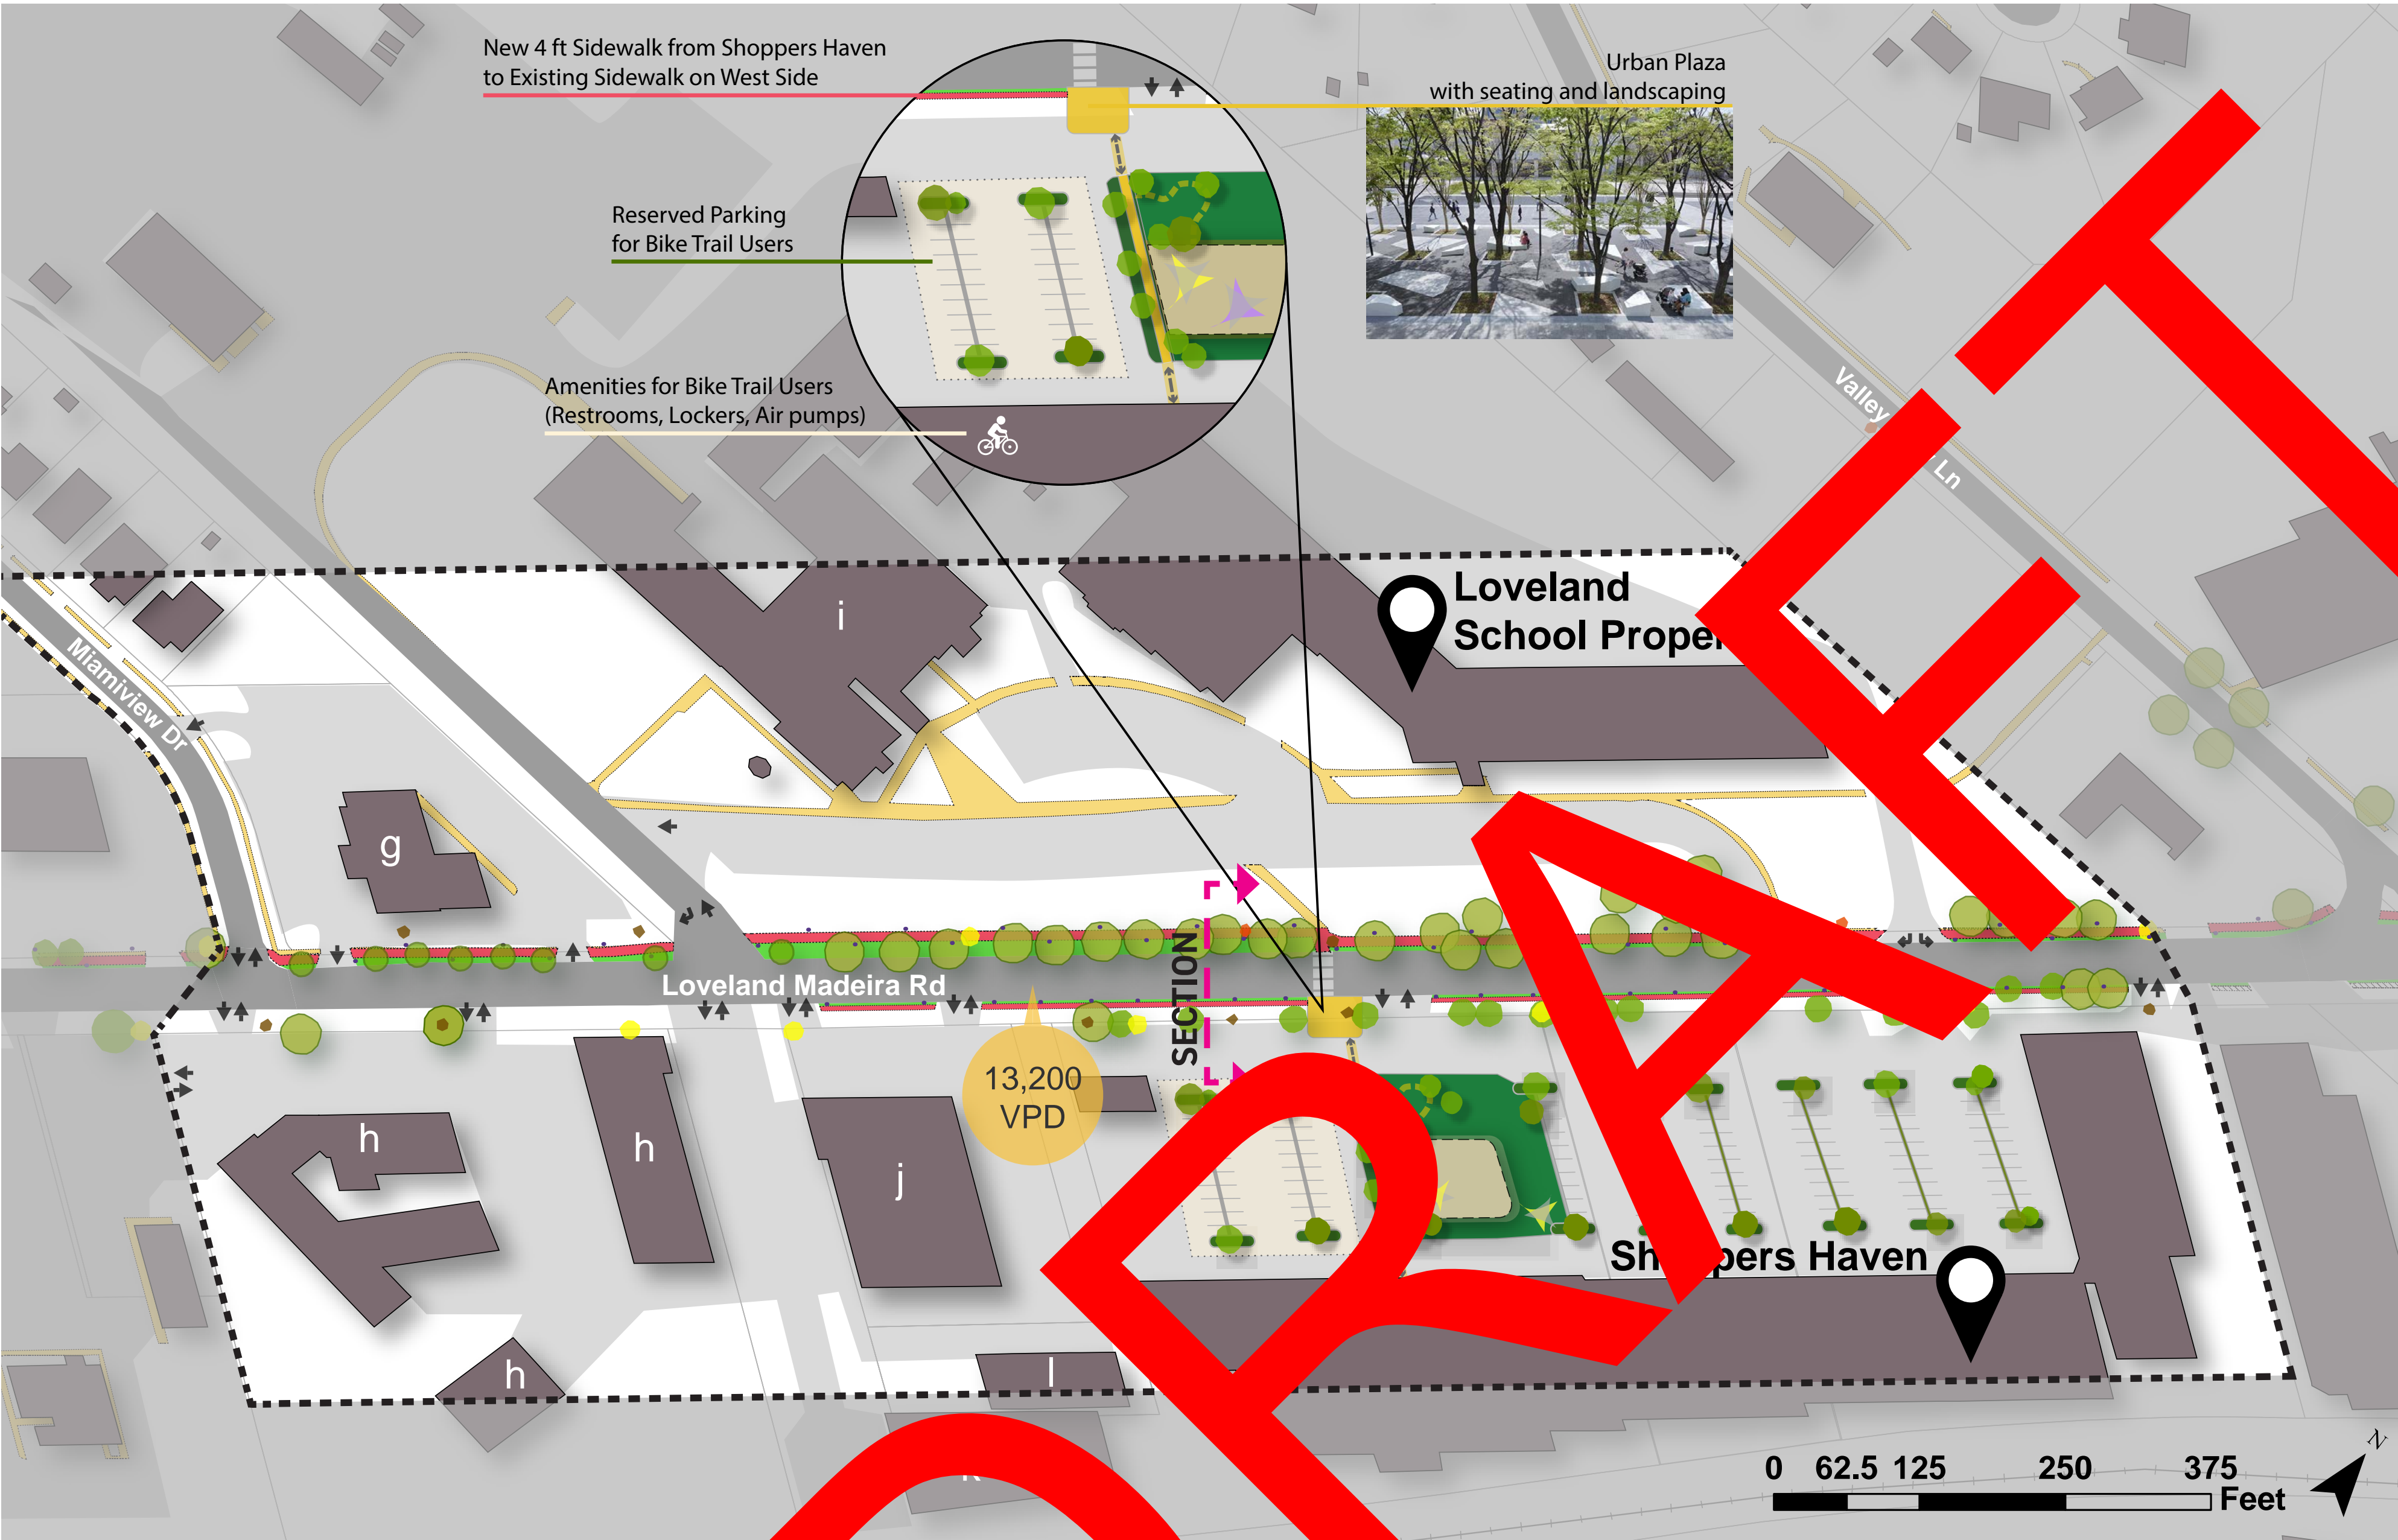 New 4 ft Sidewalk from Shoppers Haven
to Existing Sidewalk on West Side
Urban Plaza
with seating and landscaping
Reserved Parking
for Bike Trail Users
Amenities for Bike Trail Users
(Restrooms, Lockers, Air pumps)
Valley
Ln
Loveland
School Proper
i
Miamiview Dr
g
Loveland Madeira Rd
SECTION
13,200
VPD
h
h
j
Sh ppers Haven
h
l
DRAFT
N
0 62.5 125 250 375
Feet